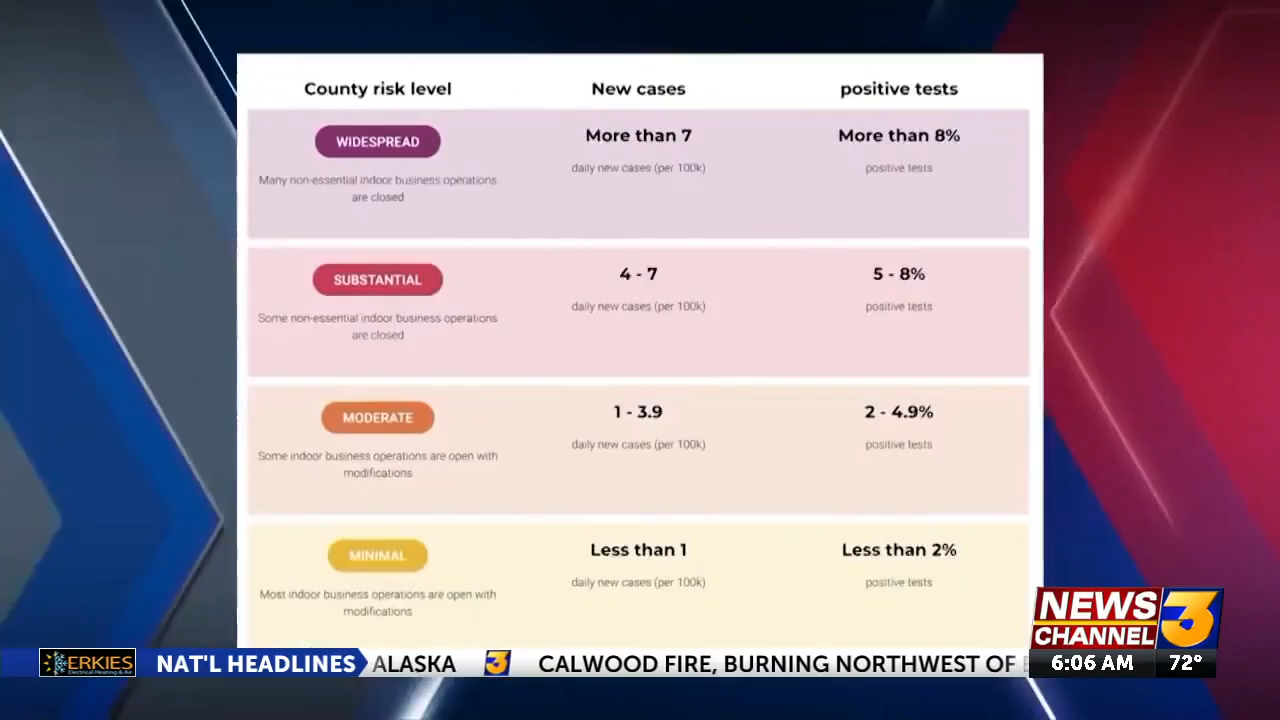 County risk level New cases positive tests
WIDESPREAD More than 7 More than 8%
daily new cases (per 100k) positive tests
Many non-essential indoor business operations
are closed
SUBSTANTIAL 4 - 7 5 - 8%
daily new cases (per 100k) positive tests
Some non-essential indoor business operations
are closed
MODERATE 1 - 3.9 2 - 4.9%
daily new cases (per 100k) positive tests
Some indoor business operations are open with
modifications
MINIMAL Less than 1 Less than 2%
daily new cases (per 100k) positive tests
Most indoor business operations are open with
modifications
NEWS
CHANNEL 3
ERKIES
Electrical Heating & Air
NAT'L HEADLINES ALASKA 3 CALWOOD FIRE, BURNING NORTHWEST OF
6:06 AM 72°